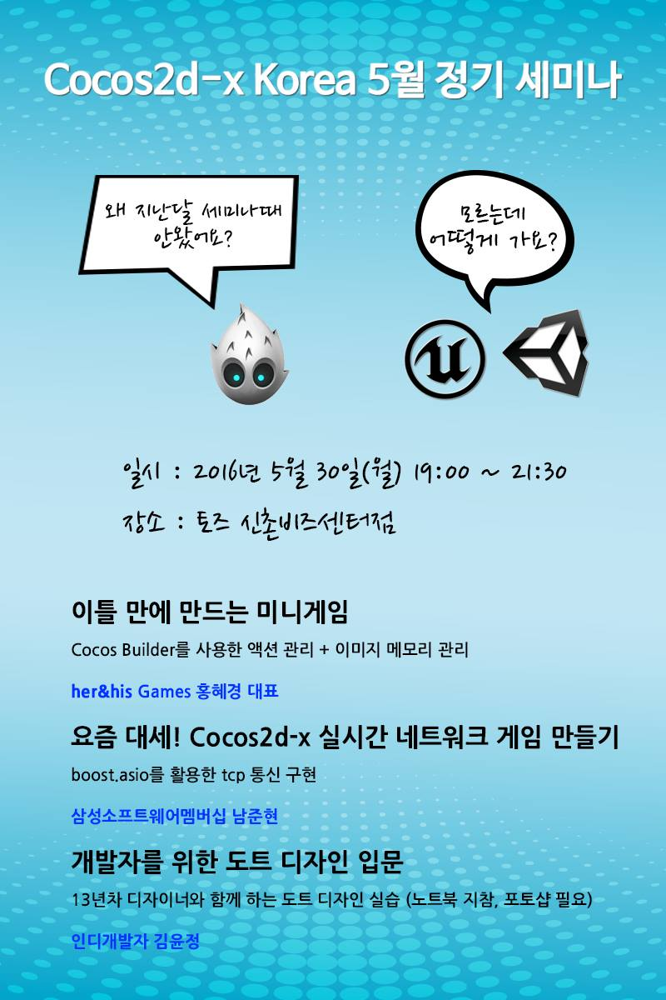 Cocos2d-x Korea 5월 정기 세미나
왜 지난달 세미나때
안왔어요?
모르는데
어떻게 가요?
일시 : 2016년 5월 30일(월) 19:00 ~ 21:30
장소 : 토즈 신촌비즈센터점
이틀 만에 만드는 미니게임
Cocos Builder를 사용한 액션 관리 + 이미지 메모리 관리
her&his Games 홍혜경 대표
요즘 대세! Cocos2d-x 실시간 네트워크 게임 만들기
boost.asio를 활용한 tcp 통신 구현
삼성소프트웨어멤버십 남준현
개발자를 위한 도트 디자인 입문
13년차 디자이너와 함께 하는 도트 디자인 실습 (노트북 지참, 포토샵 필요)
인디개발자 김윤정